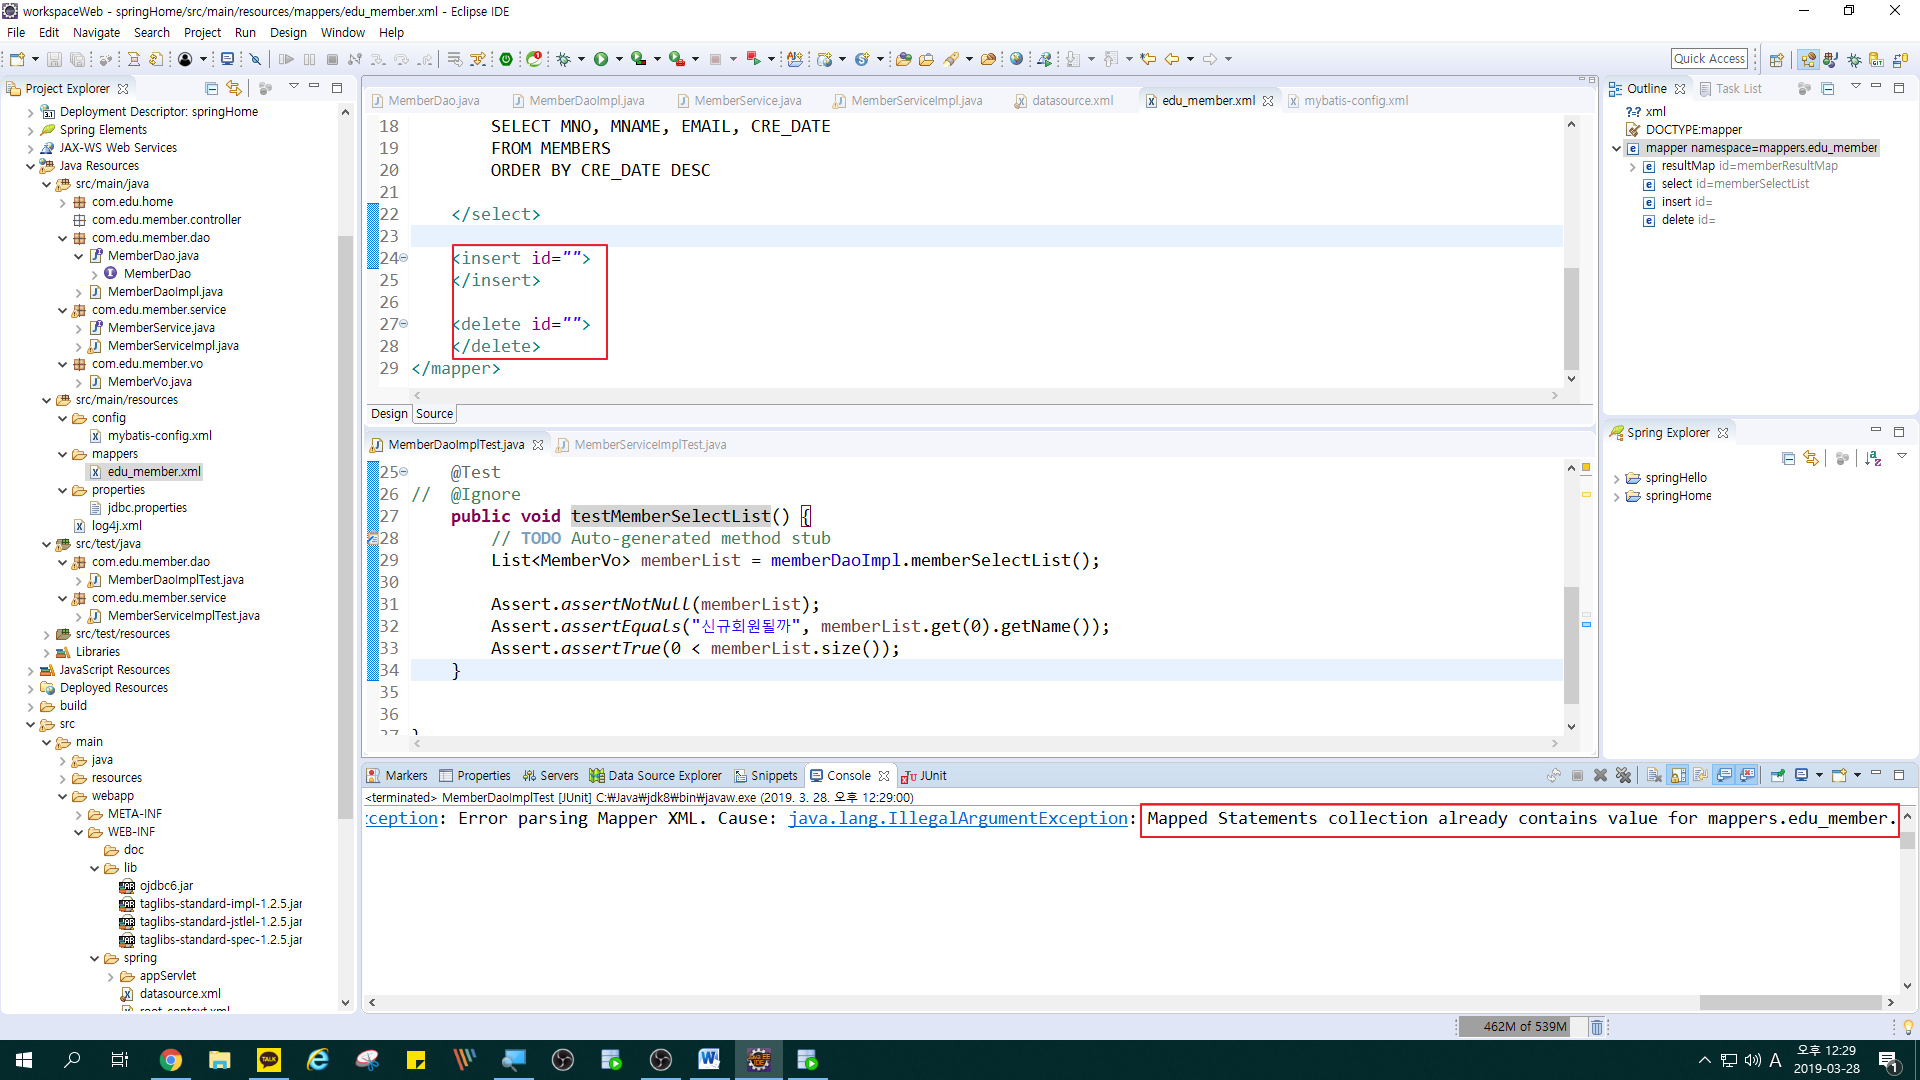 workspaceWeb - springHome/src/main/resources/mappers/edu_member.xml - Eclipse IDE
File Edit Navigate Search Project Run Design Window Help
Quick Access
Project Explorer
Deployment Descriptor: springHome
Spring Elements
JAX-WS Web Services
Java Resources
src/main/java
com.edu.home
com.edu.member.controller
com.edu.member.dao
MemberDao.java
MemberDao
MemberDaoImpl.java
com.edu.member.service
MemberService.java
MemberServiceImpl.java
com.edu.member.vo
MemberVo.java
src/main/resources
config
mybatis-config.xml
mappers
edu_member.xml
properties
jdbc.properties
log4j.xml
src/test/java
com.edu.member.dao
MemberDaoImplTest.java
com.edu.member.service
MemberServiceImplTest.java
src/test/resources
Libraries
JavaScript Resources
Deployed Resources
build
src
main
java
resources
webapp
META-INF
WEB-INF
doc
lib
ojdbc6.jar
taglibs-standard-impl-1.2.5.jar
taglibs-standard-jstlel-1.2.5.jar
taglibs-standard-spec-1.2.5.jar
spring
appServlet
datasource.xml
root-context.xml
MemberDao.java MemberDaoImpl.java MemberService.java MemberServiceImpl.java datasource.xml edu_member.xml mybatis-config.xml
18 SELECT MNO, MNAME, EMAIL, CRE_DATE
19 FROM MEMBERS
20 ORDER BY CRE_DATE DESC
21
22 </select>
23
24 <insert id="">
25 </insert>
26
27 <delete id="">
28 </delete>
29 </mapper>
Design Source
MemberDaoImplTest.java MemberServiceImplTest.java
25 @Test
26 // @Ignore
27 public void testMemberSelectList() {
28 // TODO Auto-generated method stub
29 List<MemberVo> memberList = memberDaoImpl.memberSelectList();
30
31 Assert.assertNotNull(memberList);
32 Assert.assertEquals("신규회원될까", memberList.get(0).getName());
33 Assert.assertTrue(0 < memberList.size());
34 }
35
36
37 }
Markers Properties Servers Data Source Explorer Snippets Console JUnit
<terminated> MemberDaoImplTest [JUnit] C:₩Java₩jdk8₩bin₩javaw.exe (2019. 3. 28. 오후 12:29:00)
ception: Error parsing Mapper XML. Cause: java.lang.IllegalArgumentException: Mapped Statements collection already contains value for mappers.edu_member.
Outline Task List
xml
DOCTYPE:mapper
mapper namespace=mappers.edu_member
resultMap id=memberResultMap
select id=memberSelectList
insert id=
delete id=
Spring Explorer
springHello
springHome
462M of 539M
TALK
A
오후 12:29
2019-03-28
1